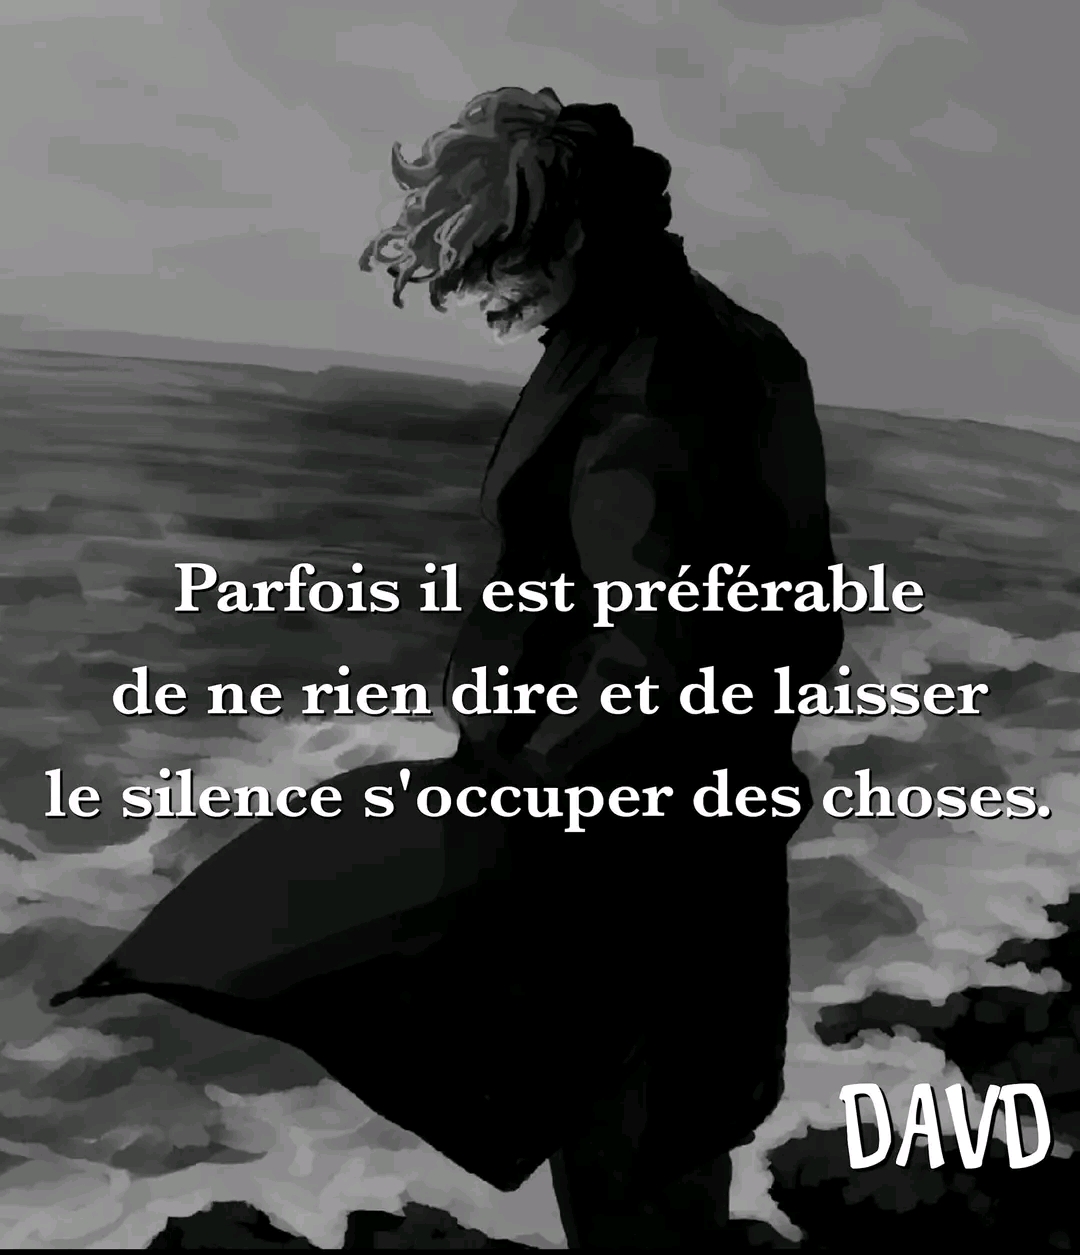 Parfois il est préférable
de ne rien dire et de laisser
le silence s'occuper des choses.
DAVD